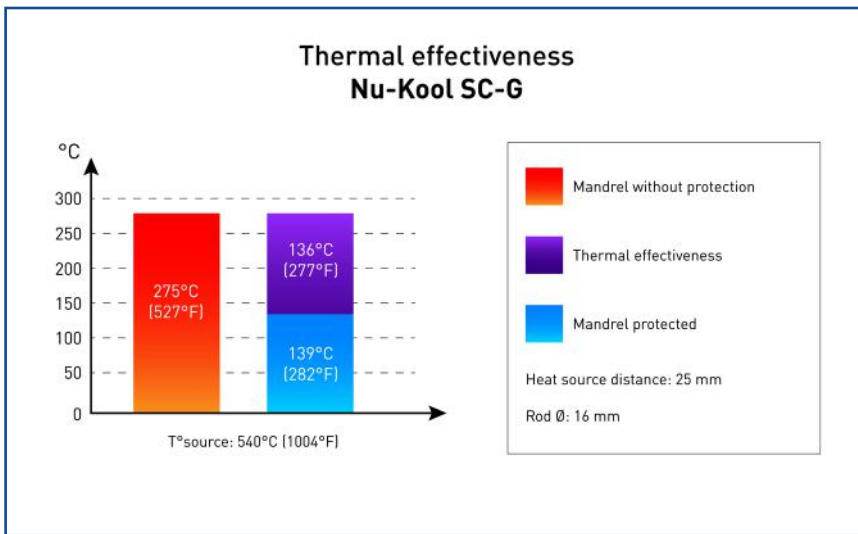 Thermal effectiveness
Nu-Kool SC-G
°C
300
250
200
150
100
50
0
275°C
(527°F)
136°C
(277°F)
139°C
(282°F)
T°source: 540°C (1004°F)
Mandrel without protection
Thermal effectiveness
Mandrel protected
Heat source distance: 25 mm
Rod Ø: 16 mm